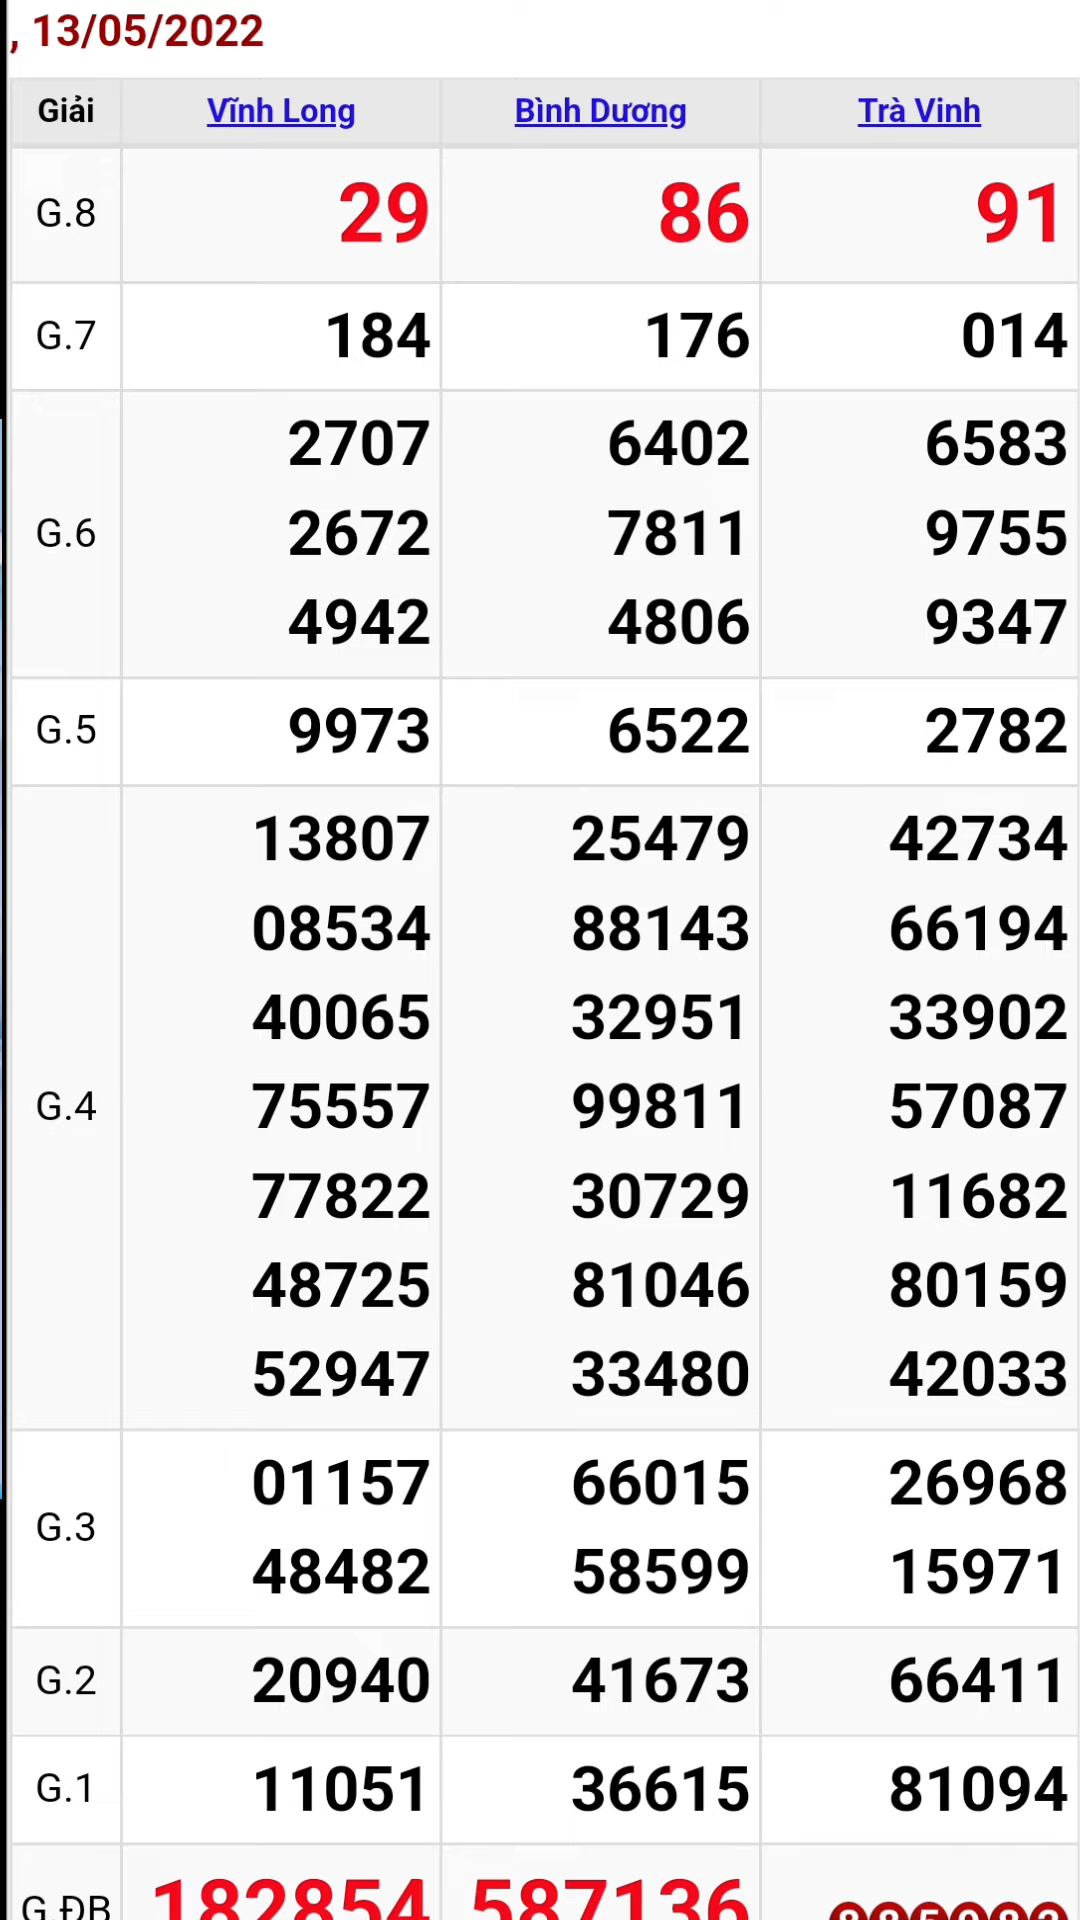 , 13/05/2022
Giải Vĩnh Long Bình Dương Trà Vinh
G.8 29 86 91
G.7 184 176 014
2707 6402 6583
G.6 2672 7811 9755
4942 4806 9347
G.5 9973 6522 2782
13807 25479 42734
08534 88143 66194
40065 32951 33902
G.4 75557 99811 57087
77822 30729 11682
48725 81046 80159
52947 33480 42033
G.3
01157 66015 26968
48482 58599 15971
G.2 20940 41673 66411
G.1 11051 36615 81094
G.ĐB 182854 587136